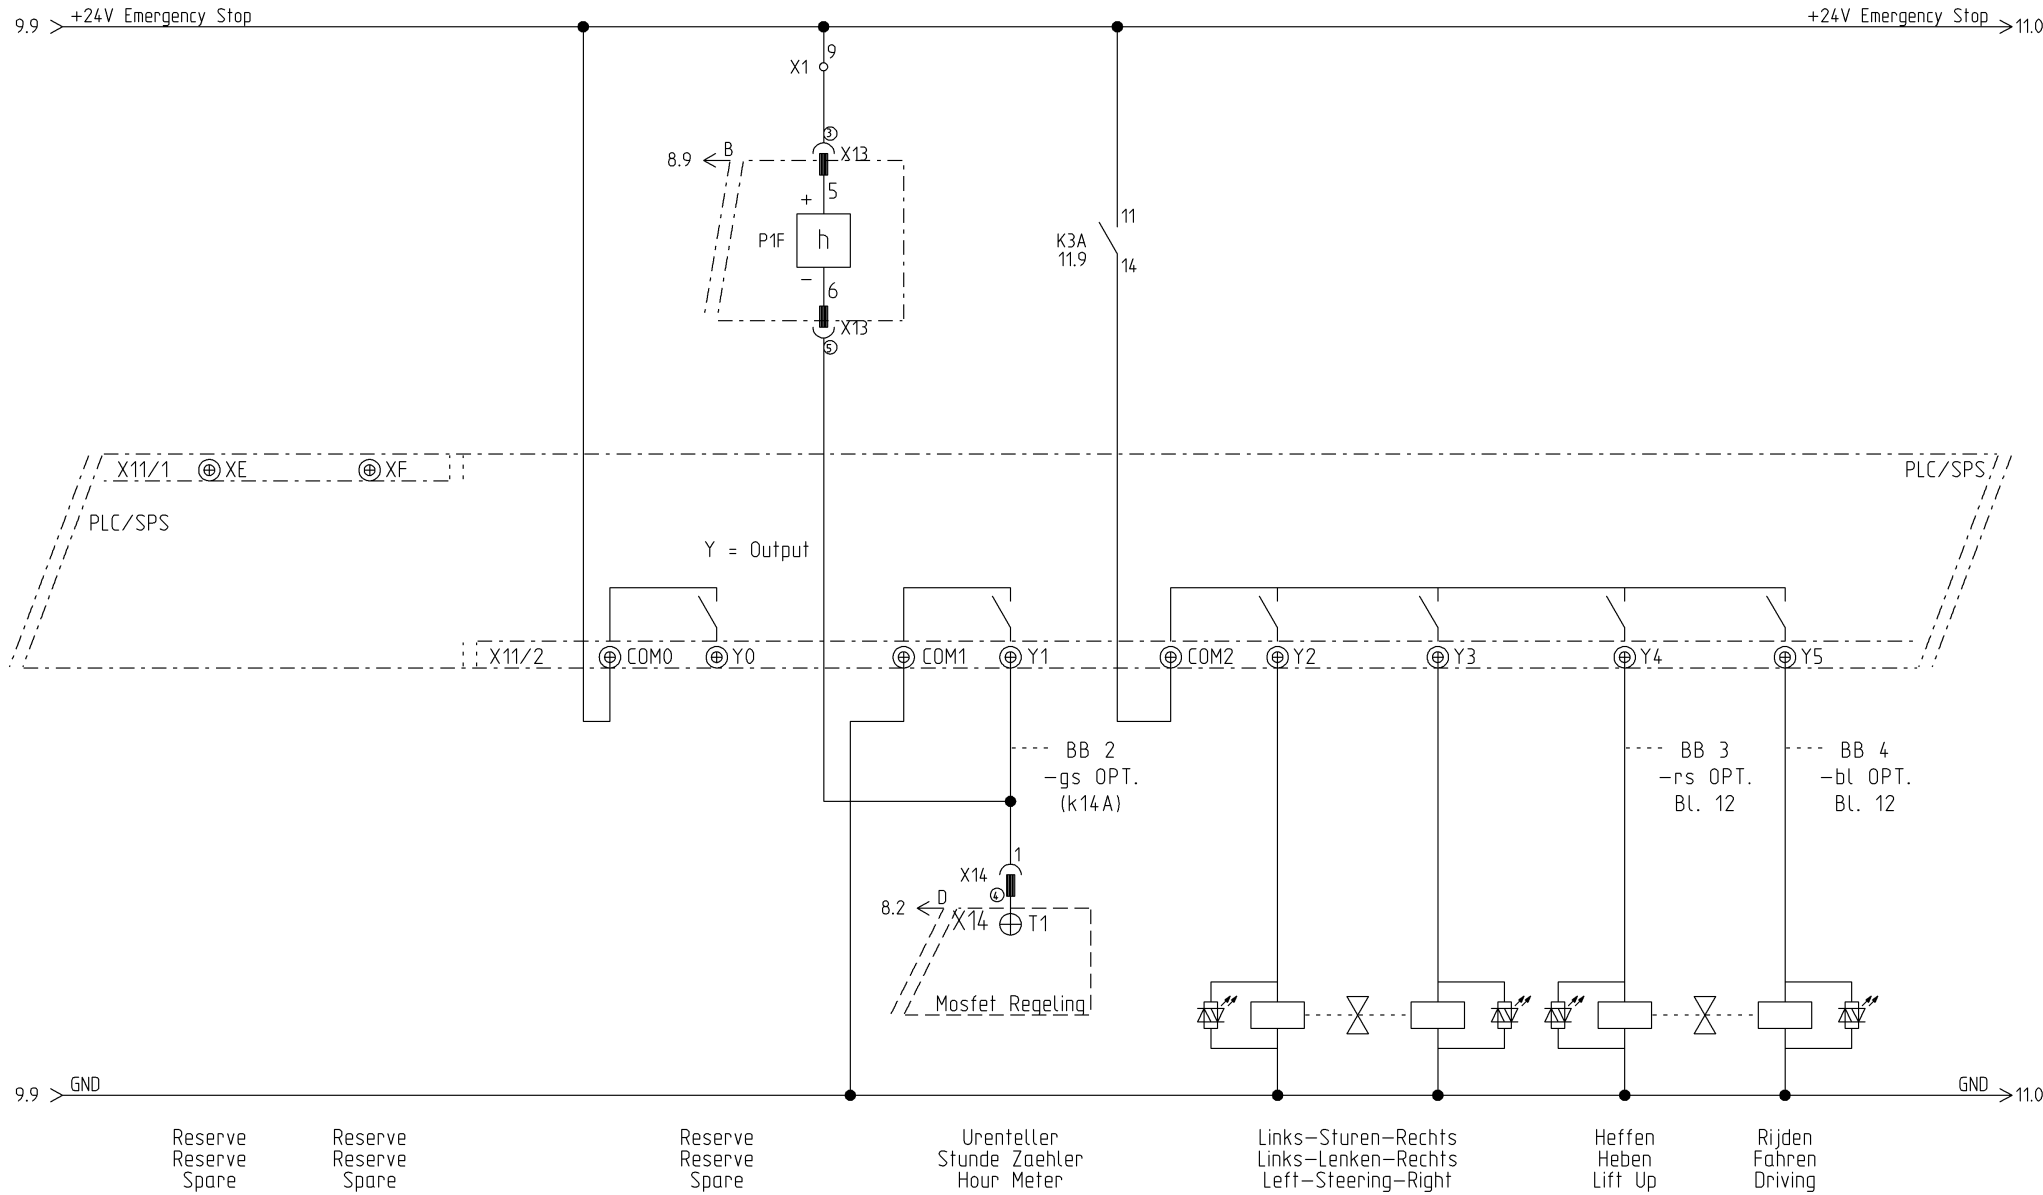 +24V Emergency Stop
+24V Emergency Stop
9.9
11.0
9
X1
3
B
X13
8.9
5
+
P1F
h
-
6
X13
5
11
K3A
11.9
14
X11/1
XE
XF
PLC/SPS
PLC/SPS
Y = Output
X11/2
COM0
Y0
COM1
Y1
COM2
Y2
Y3
Y4
Y5
BB 2
-gs OPT.
(k14A)
BB 3
-rs OPT.
Bl. 12
BB 4
-bl OPT.
Bl. 12
1
X14
4
D
8.2
X14
T1
Mosfet Regeling
GND
GND
9.9
11.0
Reserve
Reserve
Spare
Reserve
Reserve
Spare
Reserve
Reserve
Spare
Urenteller
Stunde Zaehler
Hour Meter
Links-Sturen-Rechts
Links-Lenken-Rechts
Left-Steering-Right
Heffen
Heben
Lift Up
Rijden
Fahren
Driving